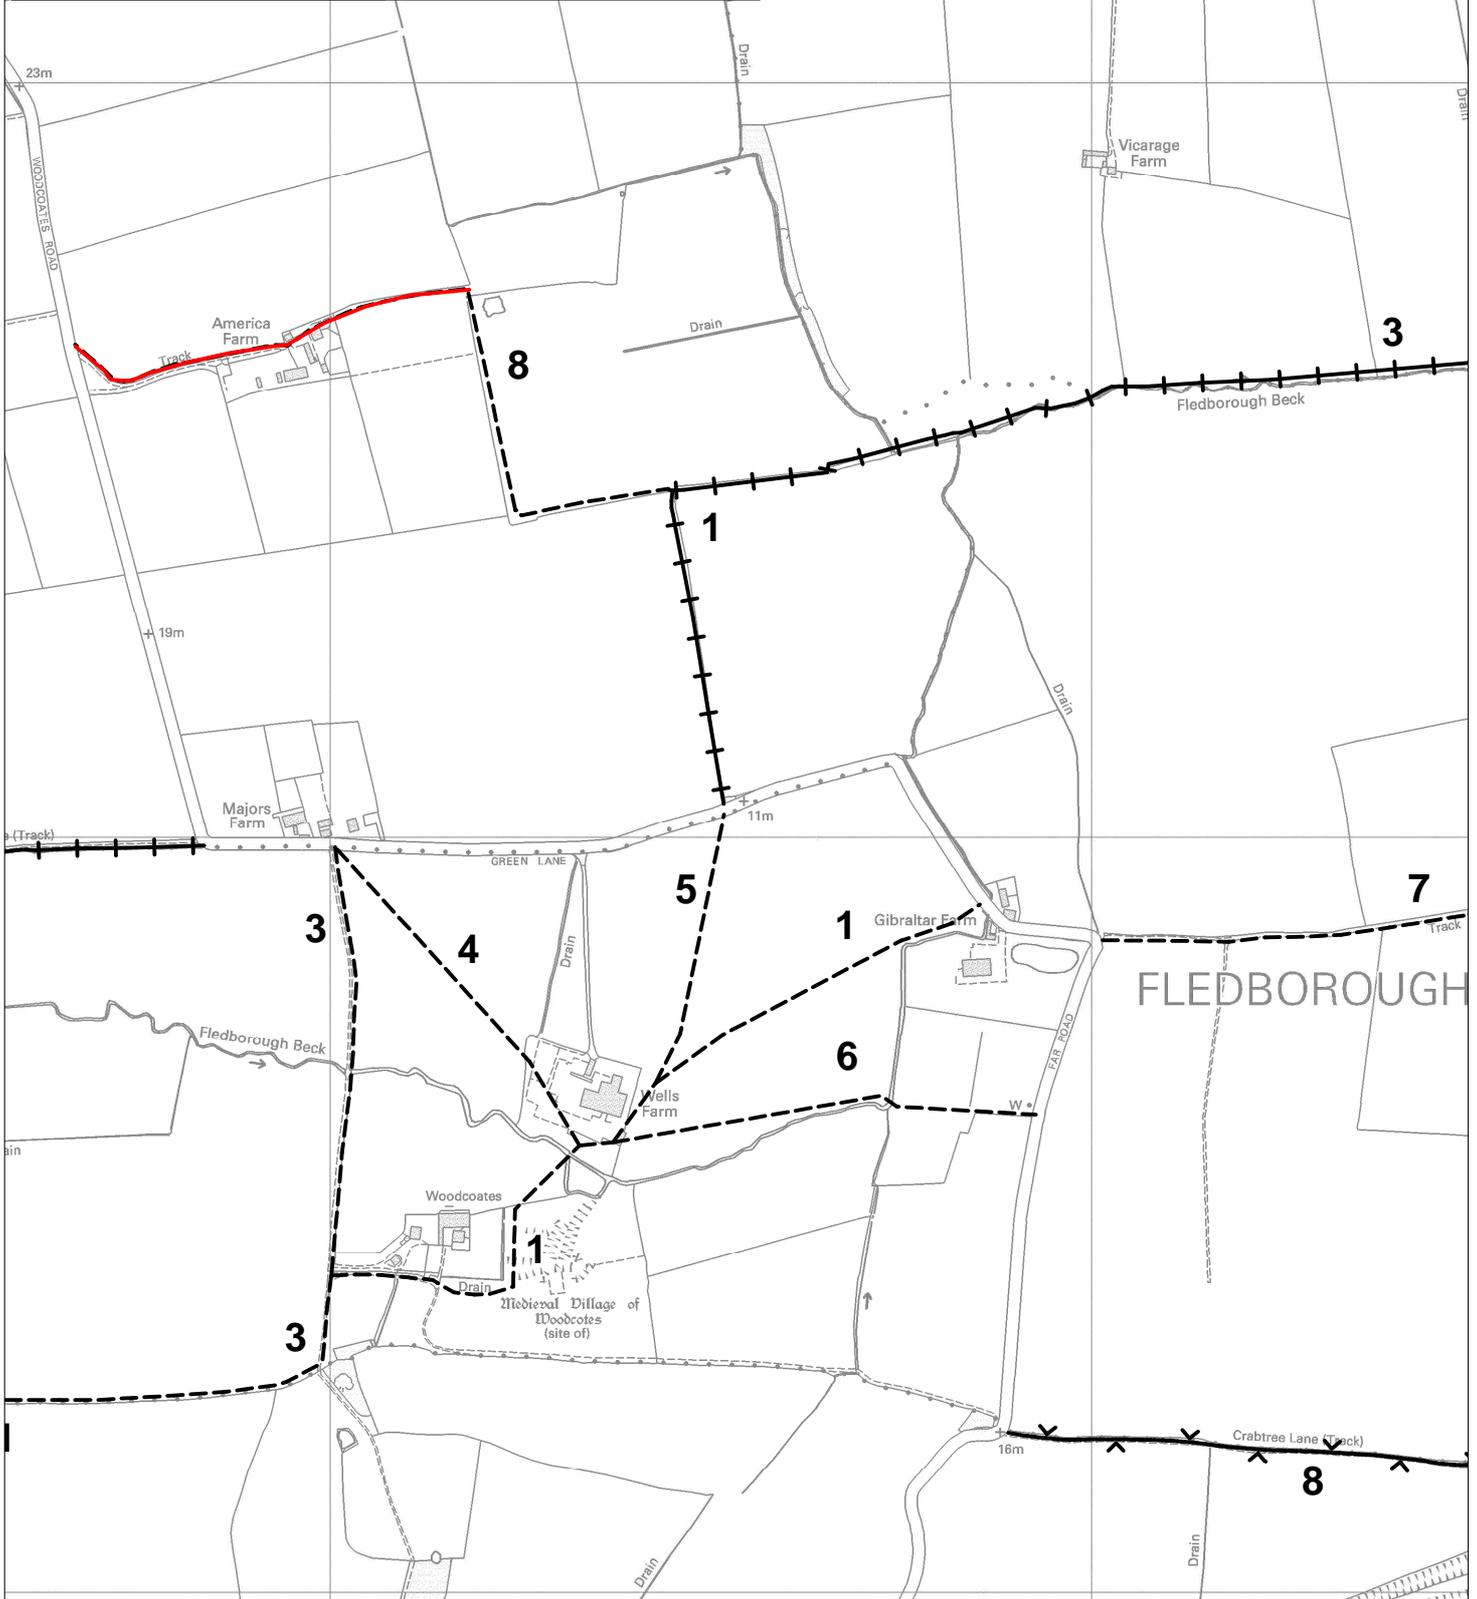 23m
Drain
Drain
WOODCOATES ROAD
Vicarage
Farm
America
Farm
Track
Drain
8
3
Fledborough Beck
1
19m
Drain
Majors
Farm
11m
e (Track)
GREEN LANE
3
4
5
1
Gibraltar Farm
7
Track
Drain
FLEDBOROUGH
Fledborough Beck
FAR ROAD
6
Wells
Farm
W
ain
Woodcoates
1
Drain
Medieval Village of
Woodcotes
(site of)
3
16m
Crabtree Lane (Track)
8
Drain
Drain